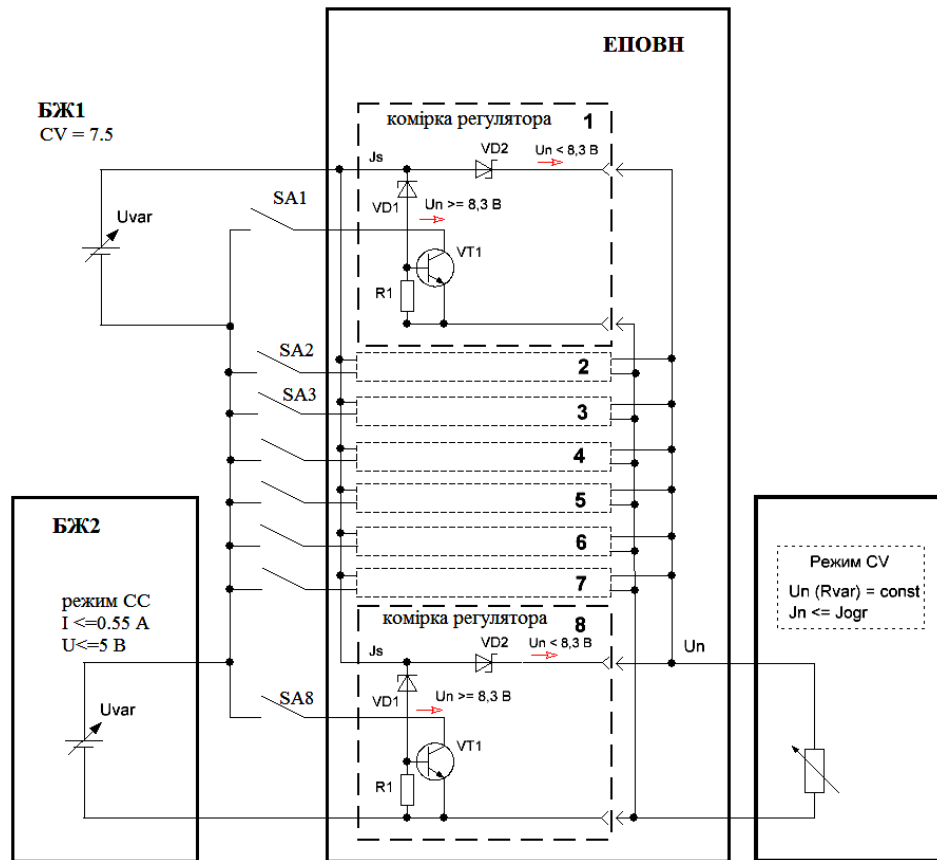 ЕПОВН
БЖ1
CV = 7.5
Uvar
SA1
комірка регулятора 1
Js
VD2
Un < 8,3 В
VD1
Un >= 8,3 В
VT1
R1
SA2
2
SA3
3
4
5
6
7
БЖ2
режим СС
I <=0.55 А
U<=5 В
Uvar
SA8
комірка регулятора 8
Js
VD2
Un < 8,3 В
VD1
Un >= 8,3 В
VT1
R1
Un
Режим CV
Un (Rvar) = const
Jn <= Jogr